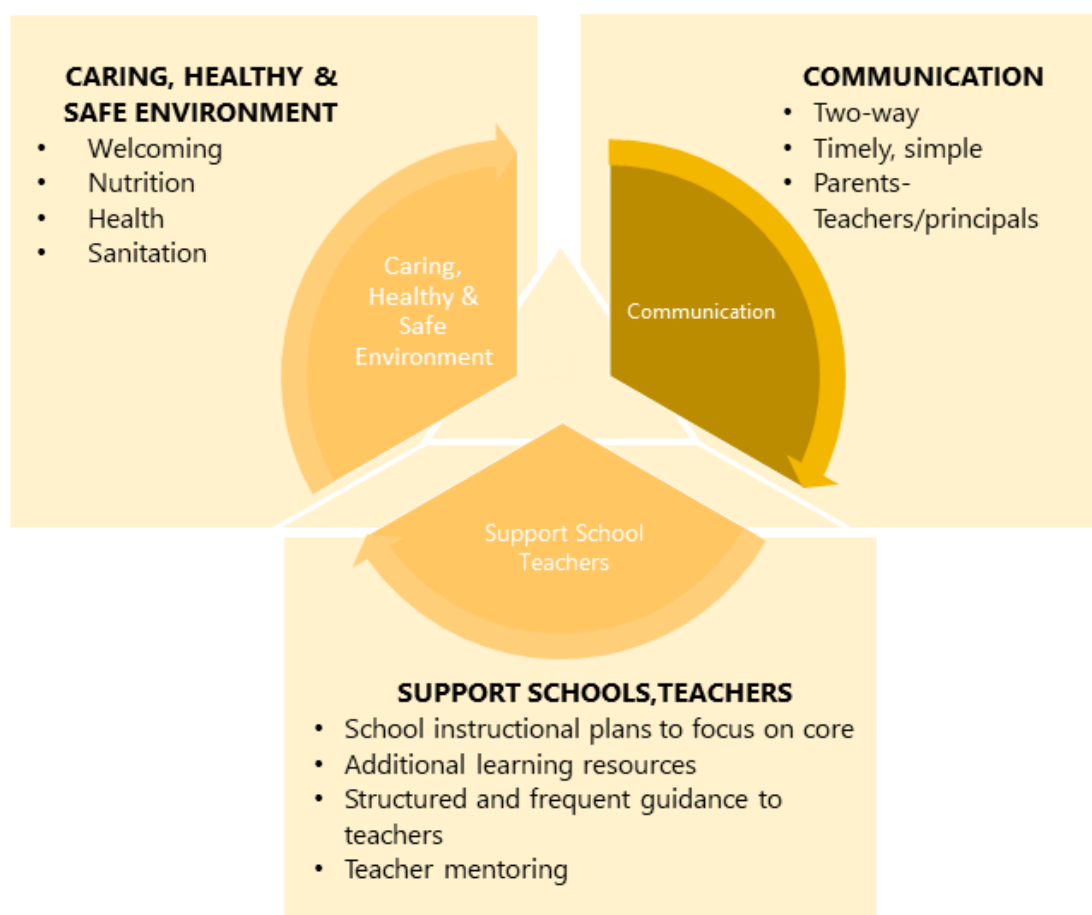 CARING, HEALTHY &
SAFE ENVIRONMENT
• Welcoming
• Nutrition
• Health
• Sanitation
COMMUNICATION
• Two-way
• Timely, simple
• Parents-
Teachers/principals
Caring,
Healthy &
Safe
Environment
Communication
Support School
Teachers
SUPPORT SCHOOLS,TEACHERS
• School instructional plans to focus on core
• Additional learning resources
• Structured and frequent guidance to
teachers
• Teacher mentoring